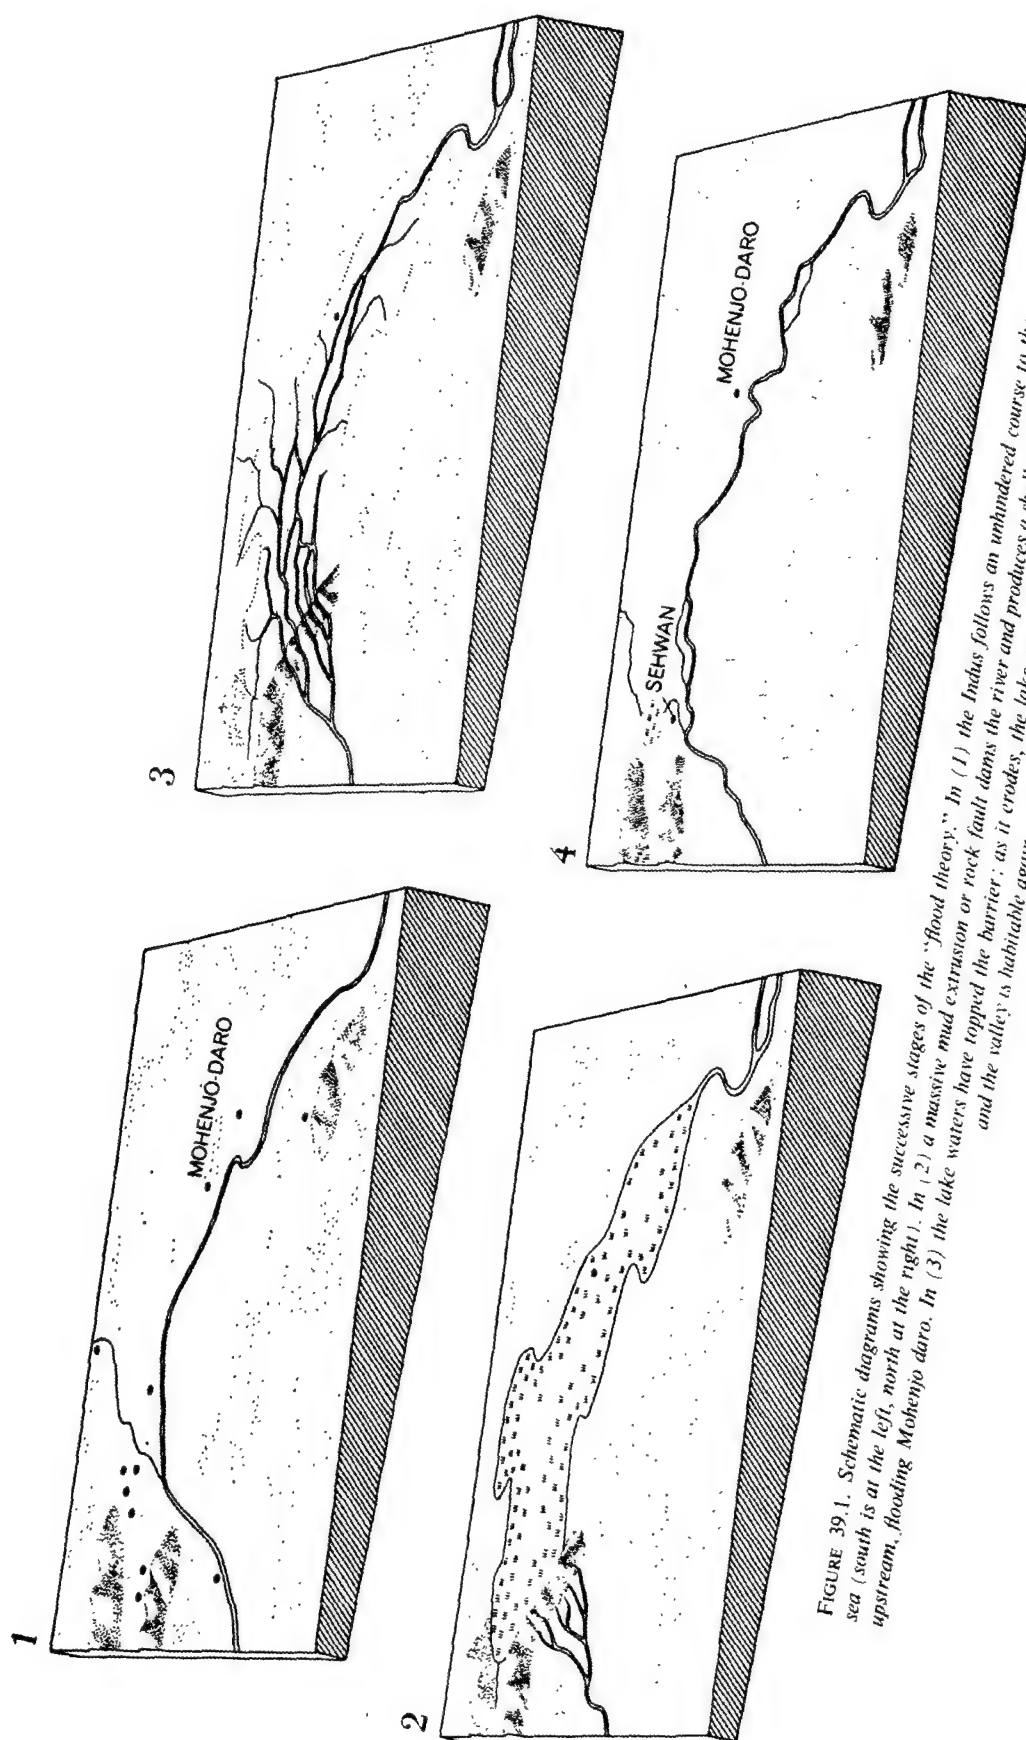 1
MOHENJO-DARO
2
3
4
SEHWAN
MOHENJO-DARO
FIGURE 39.1. Schematic diagrams showing the successive stages of the "flood theory." In (1) the Indus follows an unhindered course to the
sea (south is at the left, north at the right). In (2) a massive mud extrusion or rock fault dams the river and produces a
upstream, flooding Mohenjo daro. In (3) the lake waters have topped the barrier; as it erodes, the lake
and the valley is habitable again